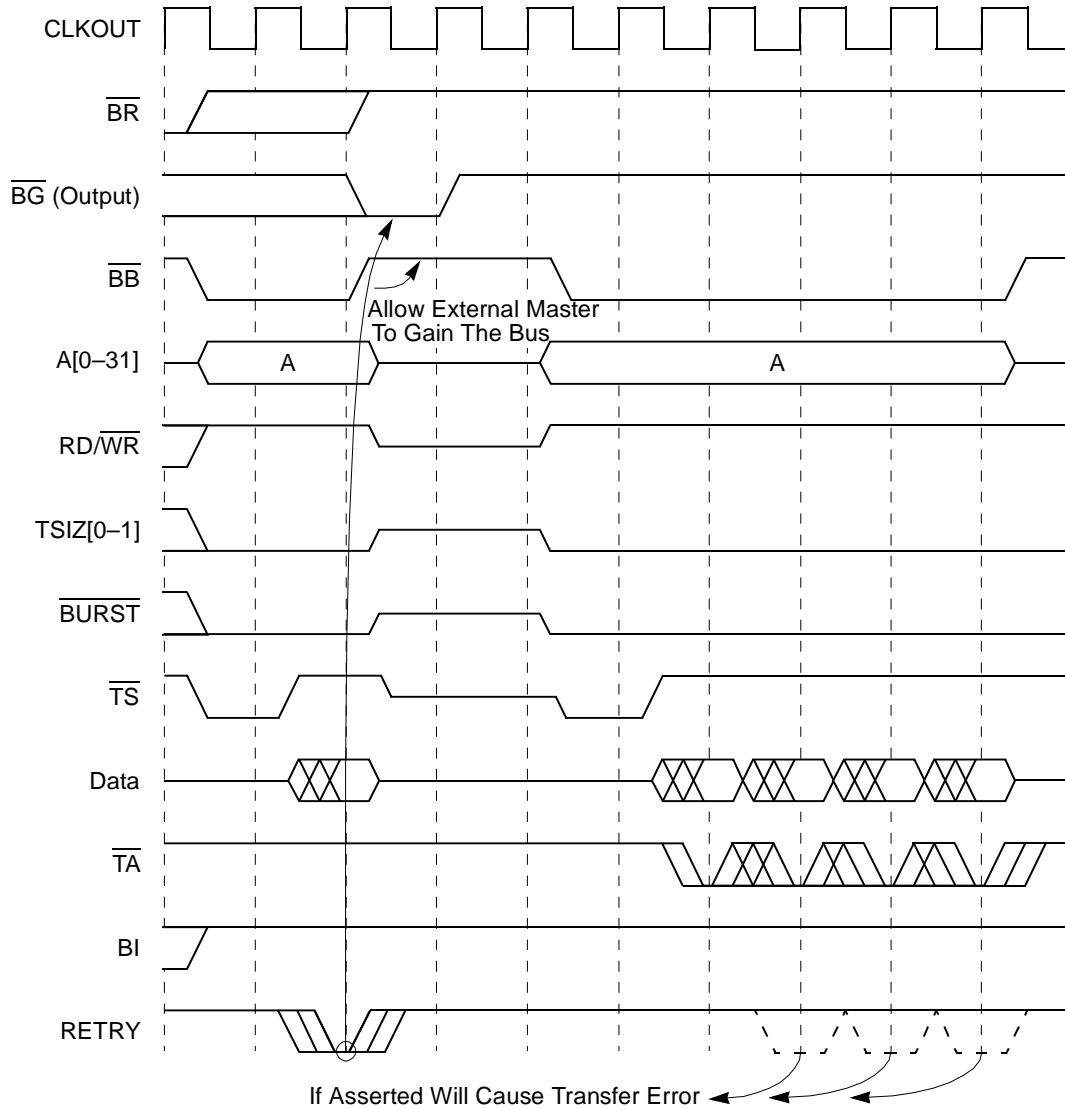 CLKOUT
BR
BG (Output)
BB
Allow External Master
To Gain The Bus
A[0–31]
A
A
RD/WR
TSIZ[0–1]
BURST
TS
Data
TA
BI
RETRY
If Asserted Will Cause Transfer Error